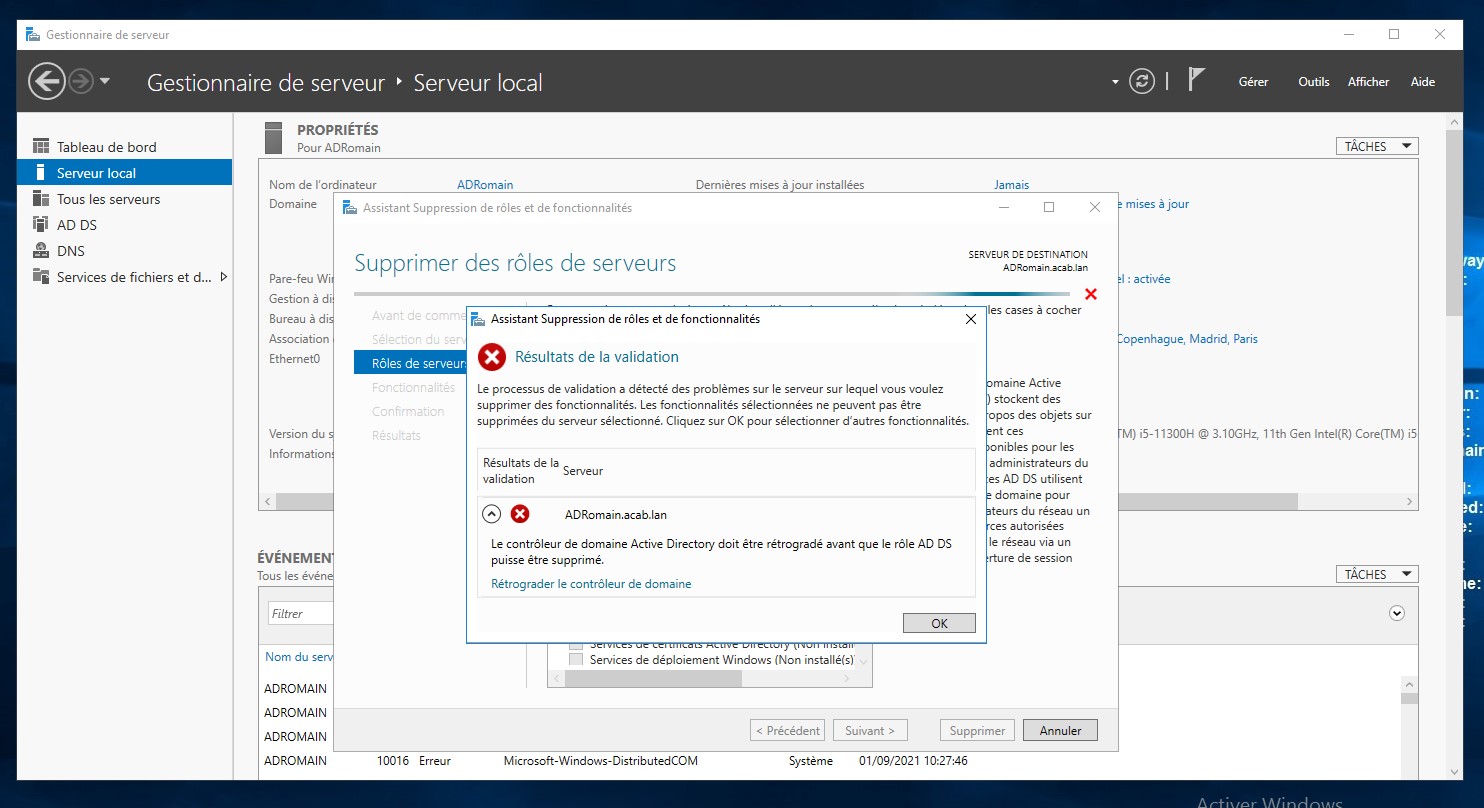 Gestionnaire de serveur
Gestionnaire de serveur ‣ Serveur local
Gérer Outils Afficher Aide
Tableau de bord
Serveur local
Tous les serveurs
AD DS
DNS
Services de fichiers et d...
PROPRIÉTÉS
Pour ADRomain
TÂCHES
Nom de l'ordinateur ADRomain Dernières mises à jour installées Jamais
Domaine
e mises à jour
Pare-feu
Gestion à
Bureau à
Association
Ethernet0
Version du
Informations
el : activée
Copenhague, Madrid, Paris
TM) i5-11300H @ 3.10GHz, 11th Gen Intel(R) Core(TM) i5
Assistant Suppression de rôles et de fonctionnalités
Supprimer des rôles de serveurs
SERVEUR DE DESTINATION
ADRomain.acab.lan
Avant de comme
Sélection du serv
Rôles de serveurs
Fonctionnalités
Confirmation
Résultats
les cases à cocher
omaine Active
) stockent des
ropos des objets sur
ent ces
ponibles pour les
administrateurs du
es AD DS utilisent
e domaine pour
ateurs du réseau un
rces autorisées
le réseau via un
rture de session
Assistant Suppression de rôles et de fonctionnalités
Résultats de la validation
Le processus de validation a détecté des problèmes sur le serveur sur lequel vous voulez
supprimer des fonctionnalités. Les fonctionnalités sélectionnées ne peuvent pas être
supprimées du serveur sélectionné. Cliquez sur OK pour sélectionner d'autres fonctionnalités.
Résultats de la validation Serveur
ADRomain.acab.lan
Le contrôleur de domaine Active Directory doit être rétrogradé avant que le rôle AD DS
puisse être supprimé.
Rétrograder le contrôleur de domaine
OK
Services de certificats Active Directory (Non install
Services de déploiement Windows (Non installé(s)
< Précédent Suivant > Supprimer Annuler
ÉVÉNEMEN
Tous les événe
TÂCHES
Filtrer
Nom du serv
ADROMAIN
ADROMAIN
ADROMAIN
ADROMAIN 10016 Erreur Microsoft-Windows-DistributedCOM Système 01/09/2021 10:27:46
Activer Windows